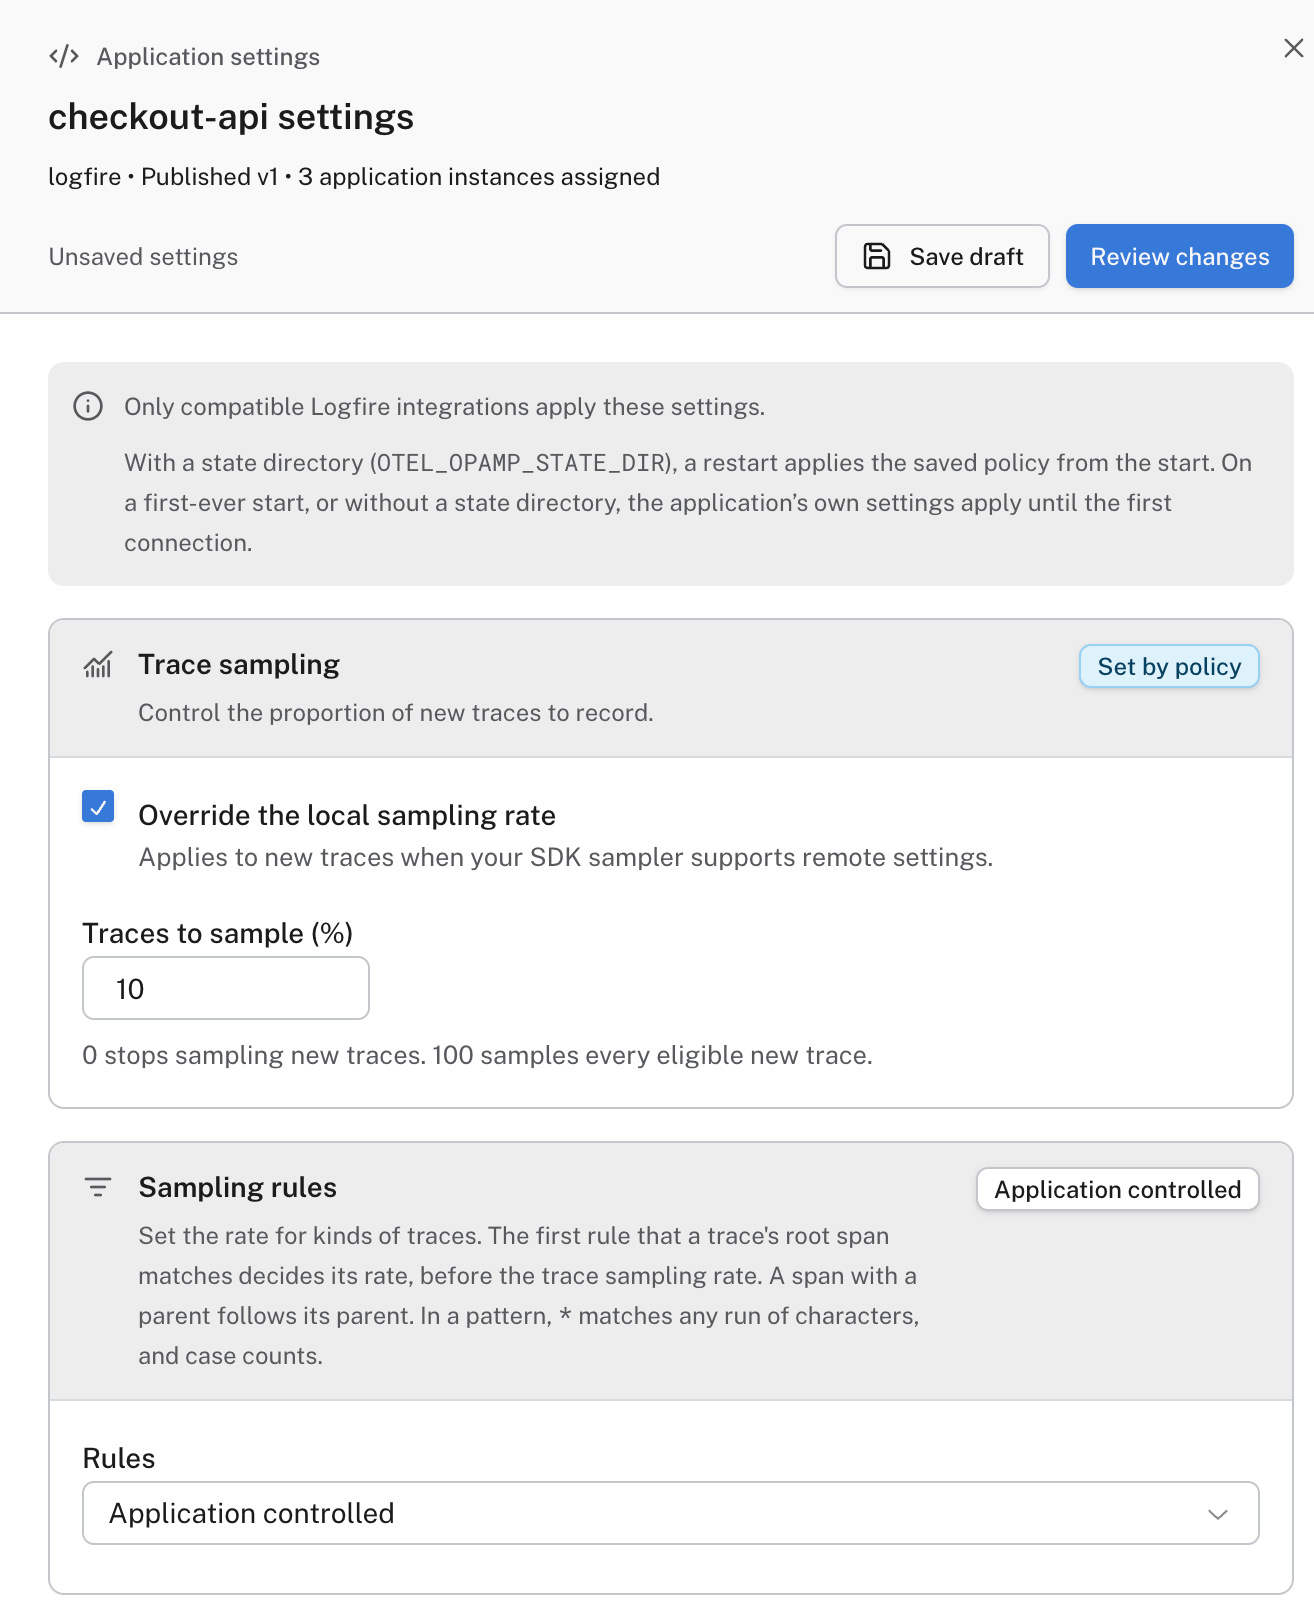 </> Application settings
checkout-api settings
logfire • Published v1 • 3 application instances assigned
Unsaved settings
Save draft
Review changes
Only compatible Logfire integrations apply these settings.
With a state directory (OTEL_OPAMP_STATE_DIR), a restart applies the saved policy from the start. On
a first-ever start, or without a state directory, the application’s own settings apply until the first
connection.
Trace sampling
Set by policy
Control the proportion of new traces to record.
Override the local sampling rate
Applies to new traces when your SDK sampler supports remote settings.
Traces to sample (%)
10
0 stops sampling new traces. 100 samples every eligible new trace.
Sampling rules
Application controlled
Set the rate for kinds of traces. The first rule that a trace's root span
matches decides its rate, before the trace sampling rate. A span with a
parent follows its parent. In a pattern, * matches any run of characters,
and case counts.
Rules
Application controlled